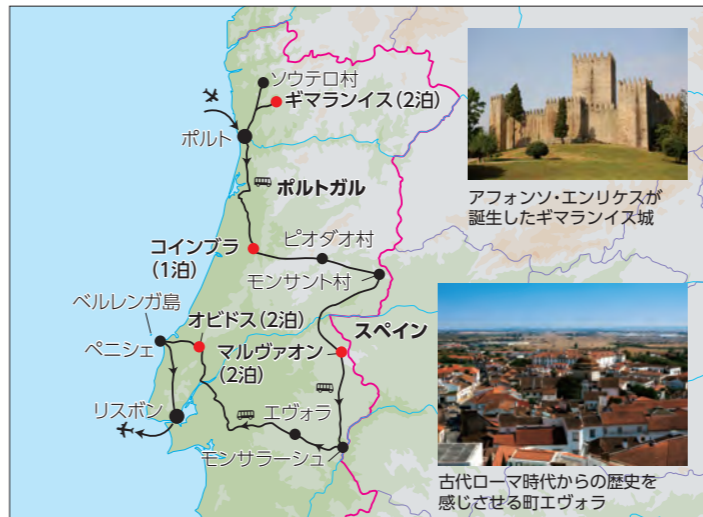 ソウテロ村
ギマランイス(2泊)
ポルト
ポルトガル
アフォンソ・エンリケスが
誕生したギマランイス城
コインブラ
(1泊)
ピオダオ村
モンサント村
ベルレンガ島
オビドス(2泊)
スペイン
ペニシェ
マルヴァオン
(2泊)
リスボン
エヴォラ
モンサラーシュ
古代ローマ時代からの歴史を
感じさせる町エヴォラ